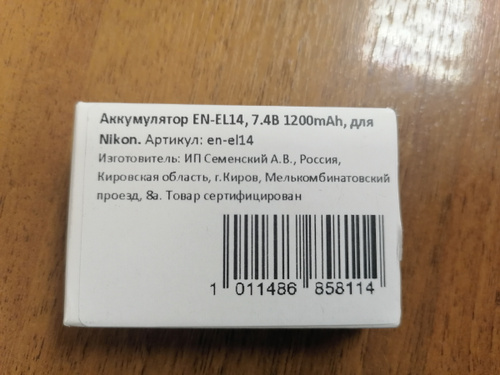 Аккумулятор EN-EL14, 7.4В 1200mAh, для
Nikon. Артикул: en-el14
Изготовитель: ИП Семенский А.В., Россия,
Кировская область, г.Киров, Мелькомбинатовский
проезд, 8а. Товар сертифицирован
1 011486 858114